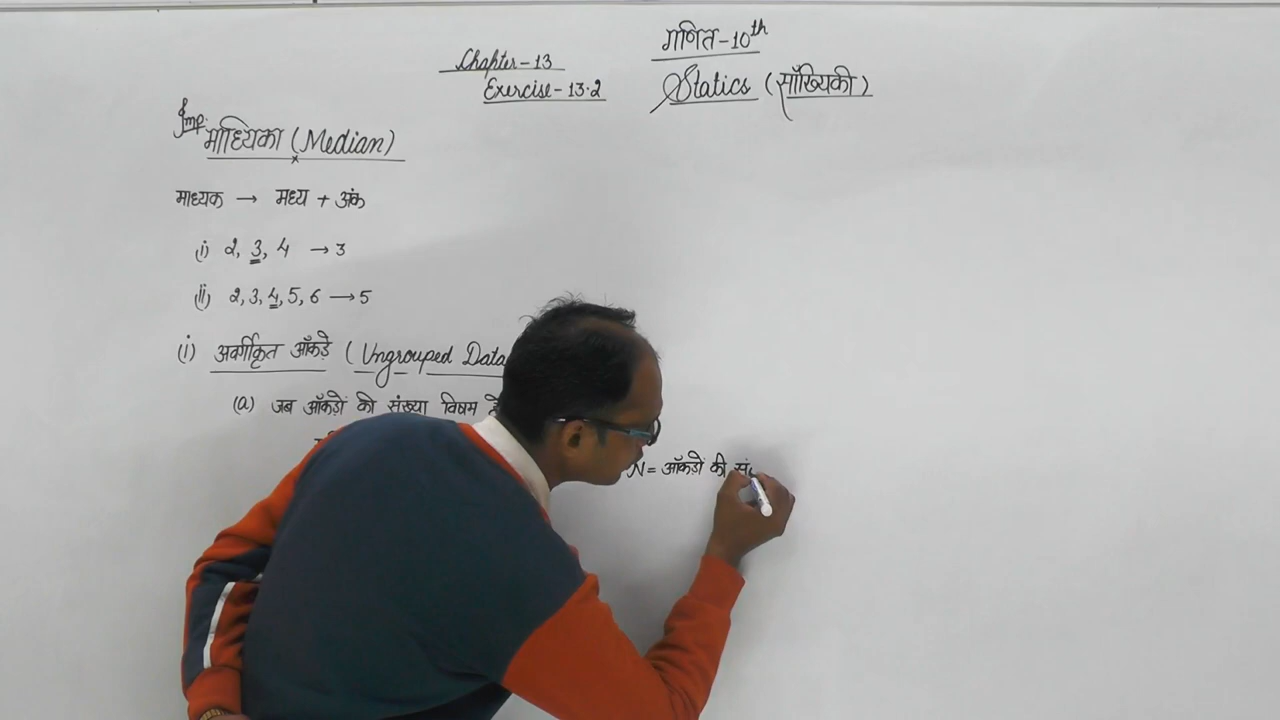 गणित-10th
Chapter-13
Statics (साँख्यिकी)
Exercise-13.2
Imp.
माध्यिका (Median)
माध्यक → मध्य + अंक
(i) 2, 3, 4 → 3
(ii) 2, 3, 4, 5, 6 → 5
(i) अवर्गीकृत आँकड़े (Ungrouped Data
(a) जब आँकड़ों की संख्या विषम
N = आँकड़ों की